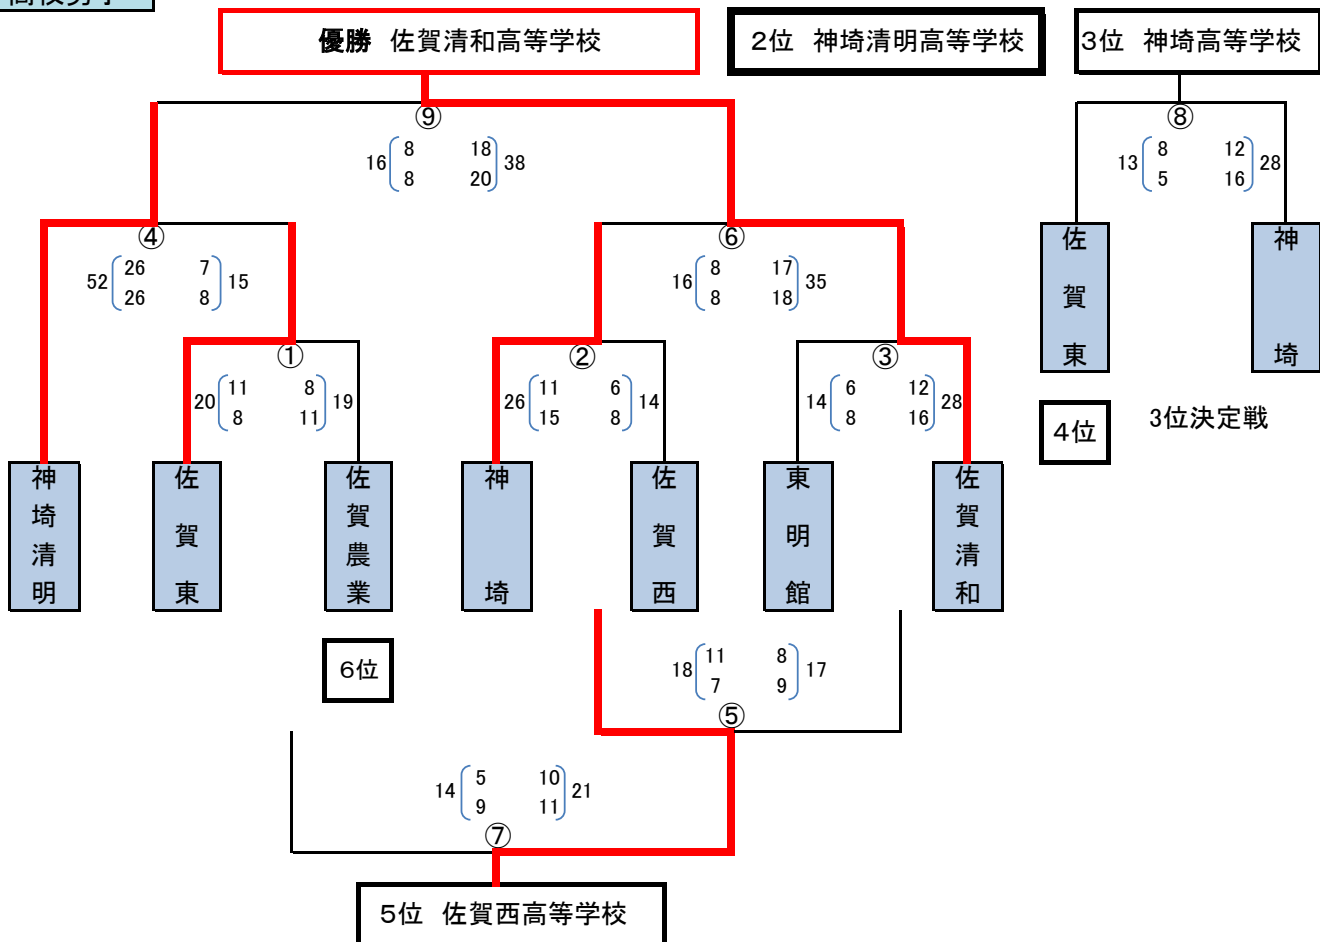 優勝 佐賀清和高等学校
2位 神埼清明高等学校
3位 神埼高等学校
⑨
16 8 18 38
8 20
⑧
13 8 12 28
5 16
④
52 26 7 15
26 8
⑥
16 8 17 35
8 18
佐賀東
神埼
①
20 11 8 19
8 11
②
26 11 6 14
15 8
③
14 6 12 28
8 16
4位
3位決定戦
神埼清明
佐賀東
佐賀農業
神埼
佐賀西
東明館
佐賀清和
6位
18 11 8 17
7 9
⑤
14 5 10 21
9 11
⑦
5位 佐賀西高等学校